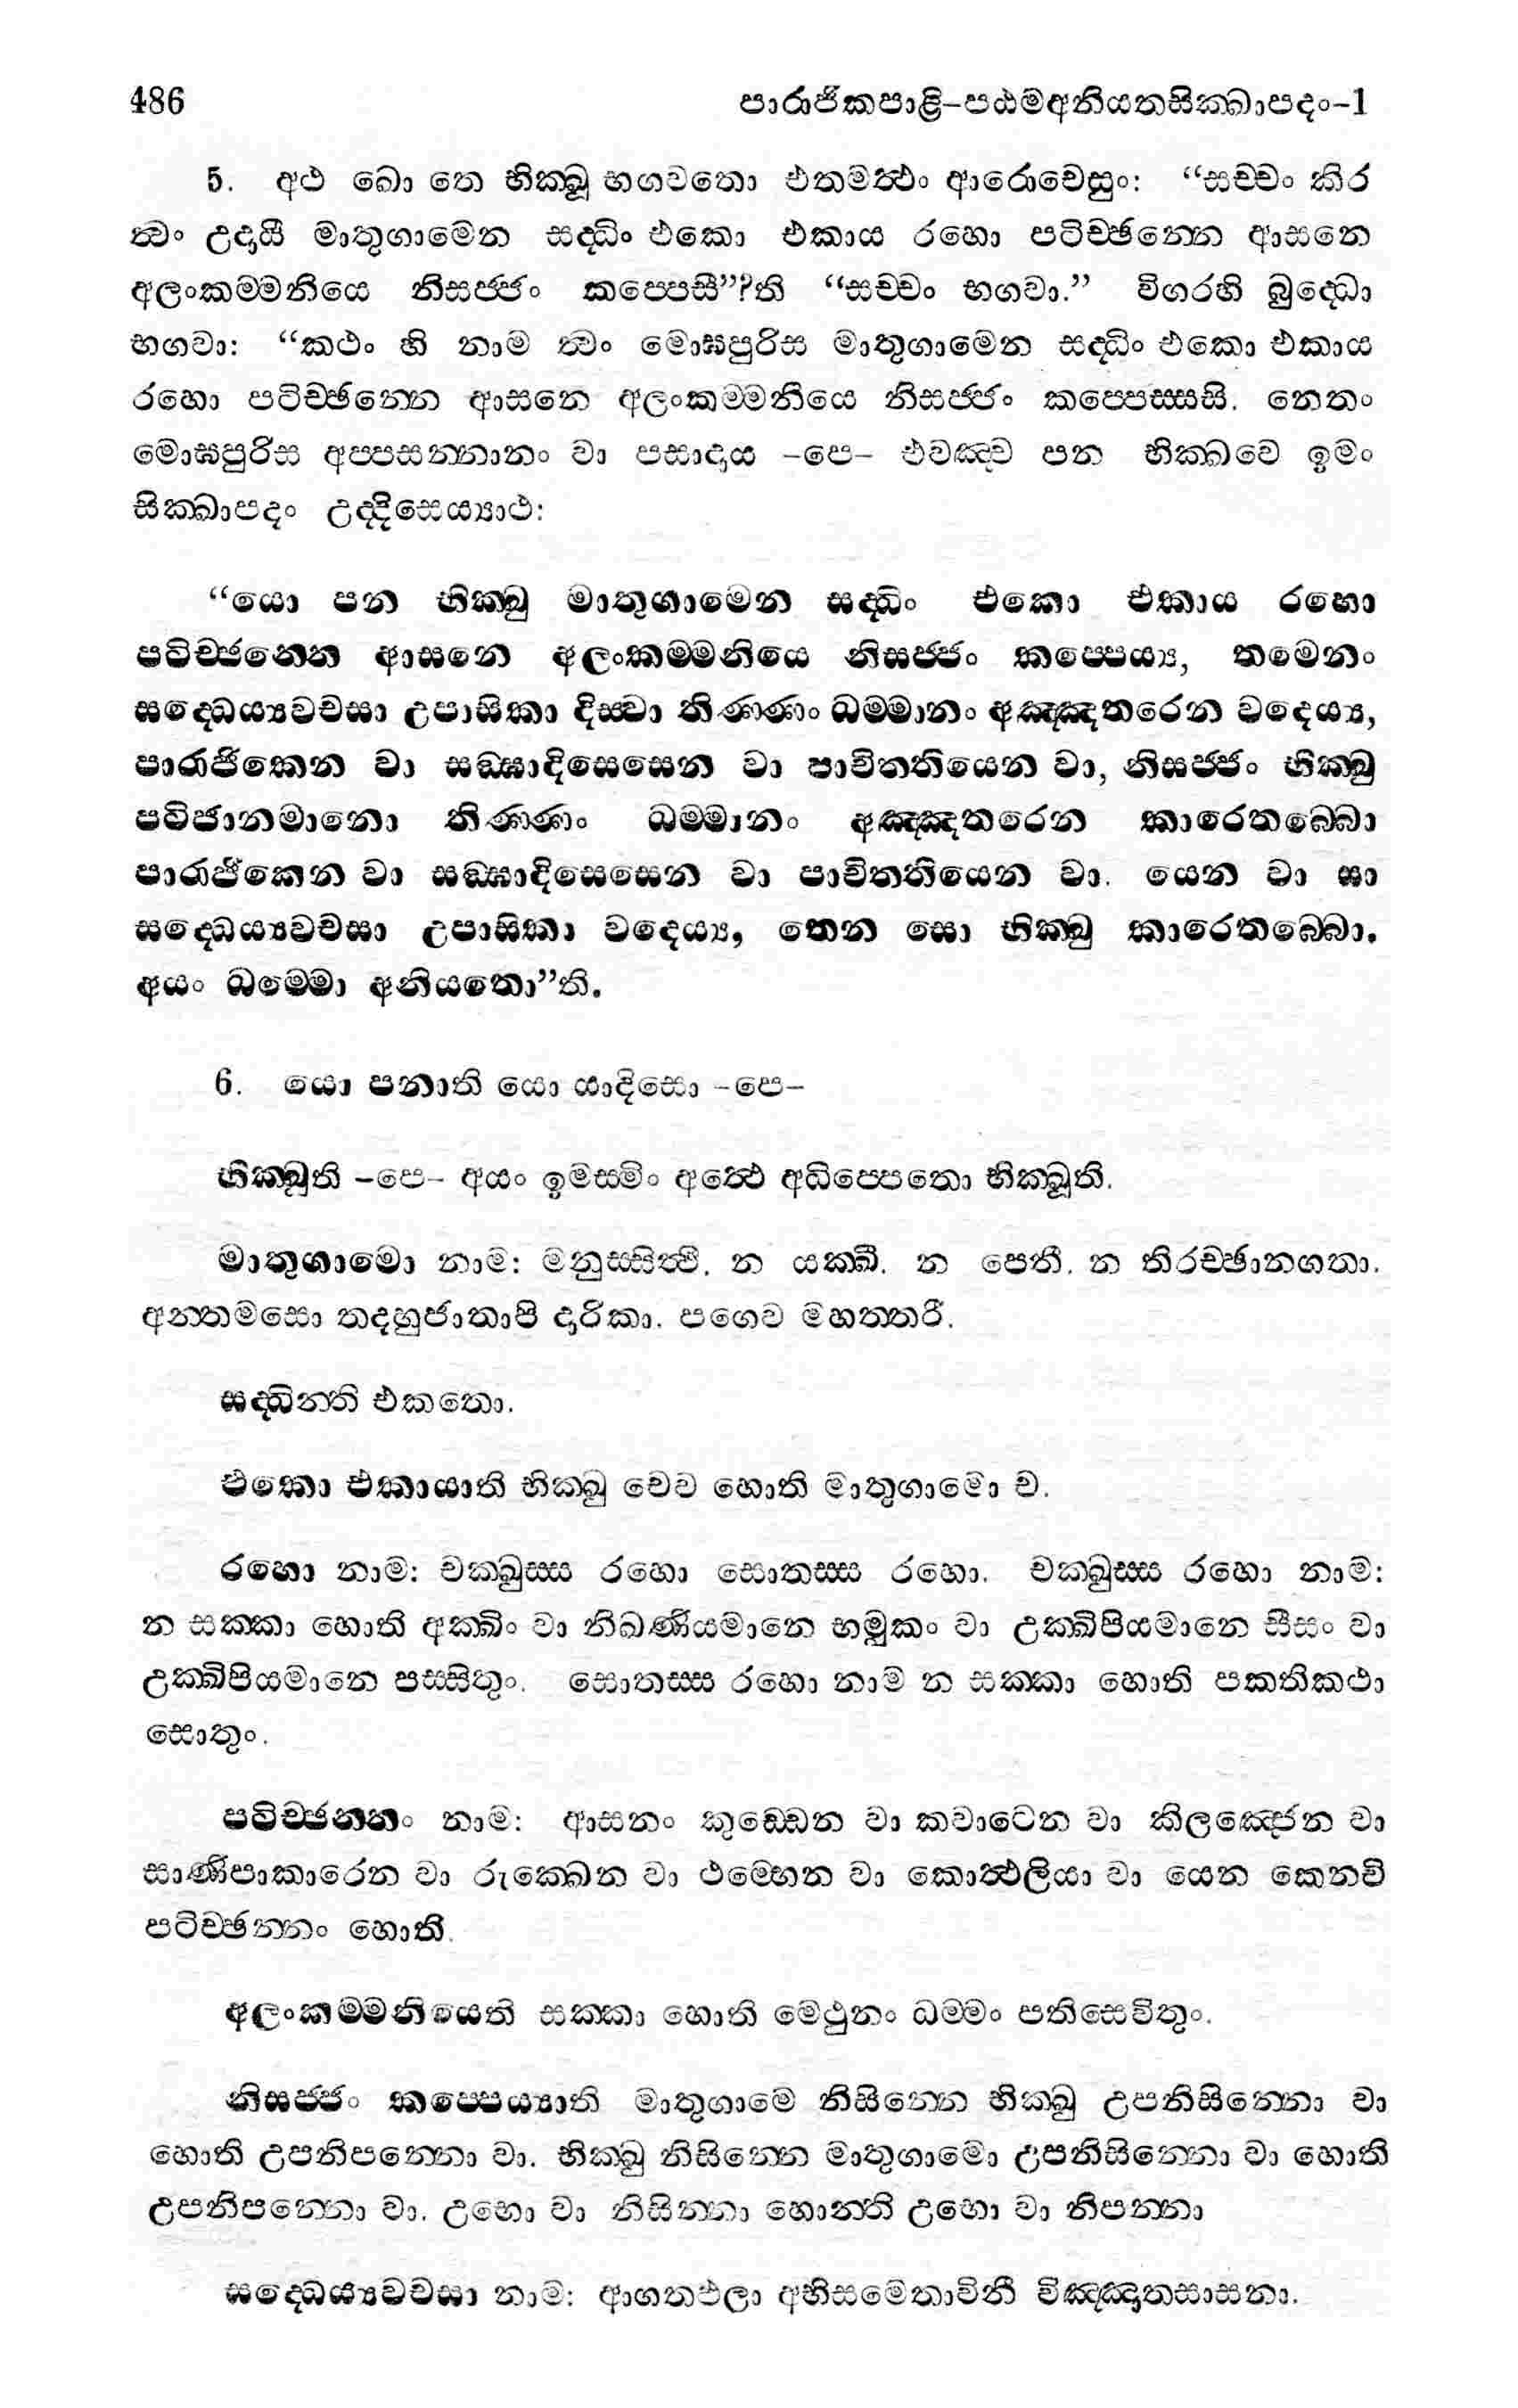 486 පාරාජිකපාළි–පඨමඅනියතසික්ඛාපදං–1
5. අථ ඛො තෙ භික්ඛූ භගවතො එතමත්ථං ආරොචෙසුං: “සච්චං කිර
ත්වං උදායී මාතුගාමෙන සද්ධිං එකො එකාය රහො පටිච්ඡන්නෙ ආසනෙ
අලංකම්මනියෙ නිසජ්ජං කප්පෙසී”?ති “සච්චං භගවා.” විගරහි බුද්ධො
භගවා: “කථං හි නාම ත්වං මොඝපුරිස මාතුගාමෙන සද්ධිං එකො එකාය
රහො පටිච්ඡන්නෙ ආසනෙ අලංකම්මනියෙ නිසජ්ජං කප්පෙස්සසි. නෙතං
මොඝපුරිස අප්පසන්නානං වා පසාදාය –පෙ– එවඤ්ච පන භික්ඛවෙ ඉමං
සික්ඛාපදං උද්දිසෙය්‍යාථ:
“යො පන භික්ඛු මාතුගාමෙන සද්ධිං එකො එකාය රහො
පටිච්ඡන්නෙ ආසනෙ අලංකම්මනියෙ නිසජ්ජං කප්පෙය්‍ය, තමෙනං
සද්ධෙය්‍යවචසා උපාසිකා දිස්වා තිණ්ණං ධම්මානං අඤ්ඤතරෙන වදෙය්‍ය,
පාරාජිකෙන වා සඞ්ඝාදිසෙසෙන වා පාචිත්තියෙන වා, නිසජ්ජං භික්ඛු
පටිජානමානො තිණ්ණං ධම්මානං අඤ්ඤතරෙන කාරෙතබ්බො
පාරාජිකෙන වා සඞ්ඝාදිසෙසෙන වා පාචිත්තියෙන වා. යෙන වා සා
සද්ධෙය්‍යවචසා උපාසිකා වදෙය්‍ය, තෙන සො භික්ඛු කාරෙතබ්බො.
අයං ධම්මො අනියතො”ති.
6. යො පනාති යො යාදිසො –පෙ–
භික්ඛූති –පෙ– අයං ඉමස්මිං අත්ථෙ අධිප්පෙතො භික්ඛූති.
මාතුගාමො නාම: මනුස්සිත්ථි. න යක්ඛී. න පෙතී. න තිරච්ඡානගතා.
අන්තමසො තදහුජාතාපි දාරිකා. පගෙව මහත්තරී.
සද්ධින්ති එකතො.
එකො එකායාති භික්ඛු චෙව හොති මාතුගාමො ච.
රහො නාම: චක්ඛුස්ස රහො සොතස්ස රහො. චක්ඛුස්ස රහො නාම:
න සක්කා හොති අක්ඛිං වා නිඛණියමානෙ භමුකං වා උක්ඛිපියමානෙ සීසං වා
උක්ඛිපියමානෙ පස්සිතුං. සොතස්ස රහො නාම න සක්කා හොති පකතිකථා
සොතුං.
පටිච්ඡන්නං නාම: ආසනං කුඩ්ඩෙන වා කවාටෙන වා කිලඤ්ජෙන වා
සාණිපාකාරෙන වා රුක්ඛෙන වා ථම්භෙන වා කොත්ථලියා වා යෙන කෙනචි
පටිච්ඡන්නං හොති.
අලංකම්මනියෙති සක්කා හොති මෙථුනං ධම්මං පතිසෙවිතුං.
නිසජ්ජං කප්පෙය්‍යාති මාතුගාමෙ නිසින්නෙ භික්ඛු උපනිසින්නො වා
හොති උපනිපන්නො වා. භික්ඛු නිසින්නෙ මාතුගාමො උපනිසින්නො වා හොති
උපනිපන්නො වා. උභො වා නිසින්නා හොන්ති උභො වා නිපන්නා
සද්ධෙය්‍යවචසා නාම: ආගතඵලා අභිසමෙතාවිනී විඤ්ඤාතසාසනා.